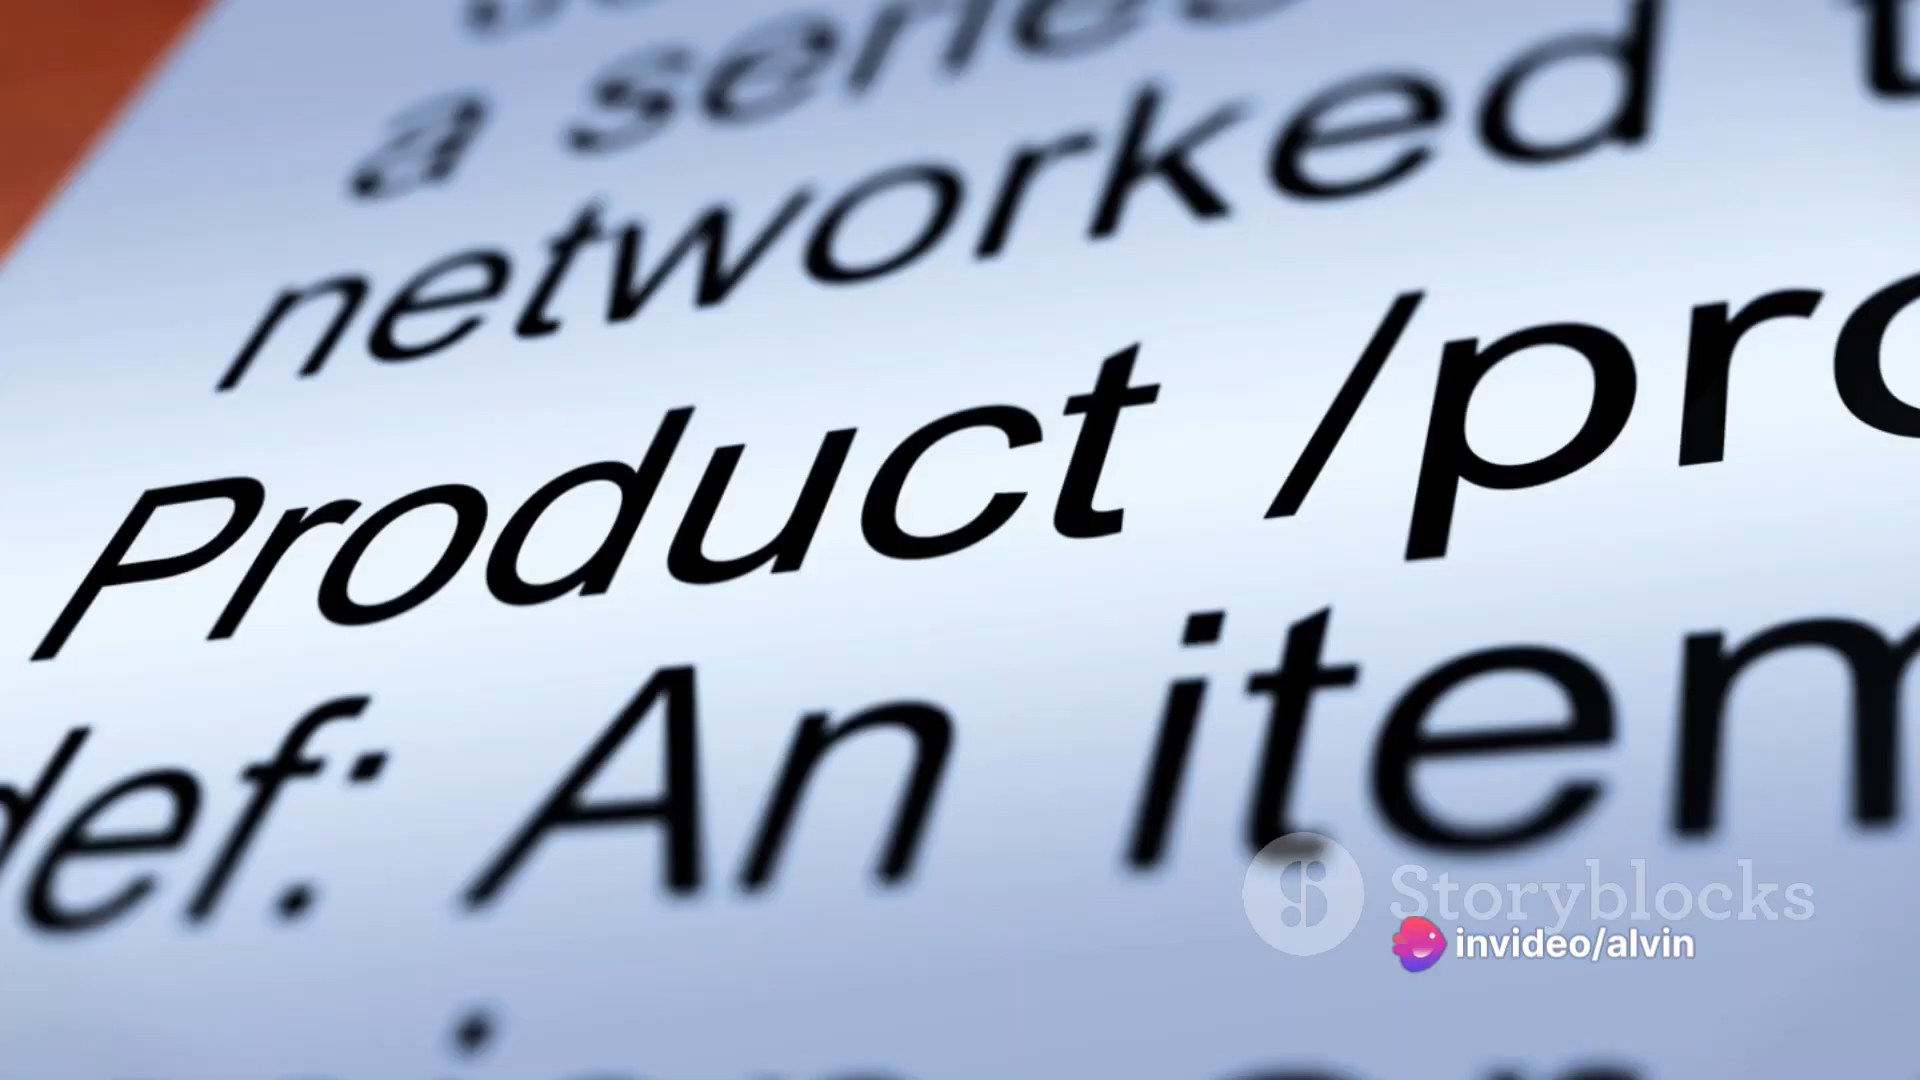 a series
networked
Product /pro
def: An item
Storyblocks
invideo/alvin